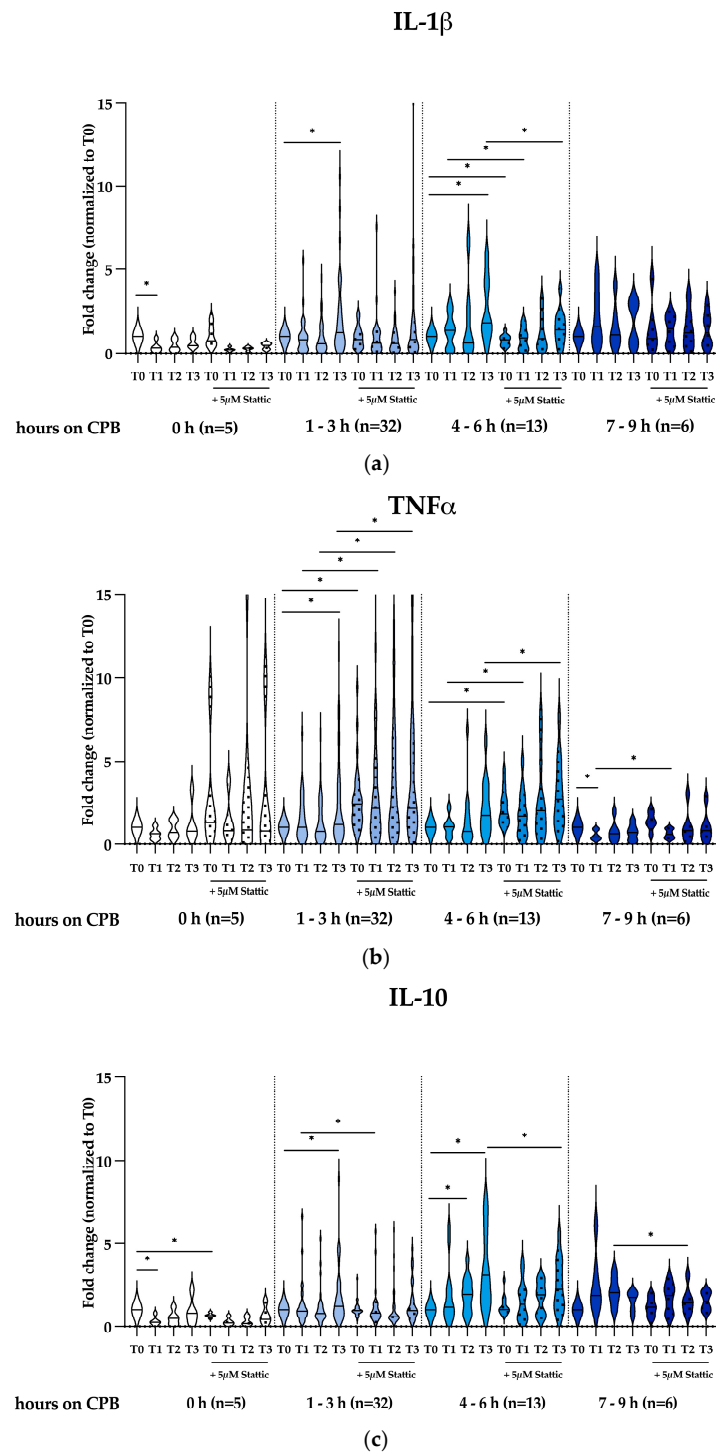 IL-1β
Fold change (normalized to T0)
15
10
5
0
* * * * * *
T0 T1 T2 T3 T0 T1 T2 T3 T0 T1 T2 T3 T0 T1 T2 T3 T0 T1 T2 T3 T0 T1 T2 T3 T0 T1 T2 T3 T0 T1 T2 T3
+ 5μM Stattic + 5μM Stattic + 5μM Stattic + 5μM Stattic
hours on CPB 0 h (n=5) 1 - 3 h (n=32) 4 - 6 h (n=13) 7 - 9 h (n=6)
(a)
TNFα
Fold change (normalized to T0)
15
10
5
0
* * * * * * * * * *
T0 T1 T2 T3 T0 T1 T2 T3 T0 T1 T2 T3 T0 T1 T2 T3 T0 T1 T2 T3 T0 T1 T2 T3 T0 T1 T2 T3 T0 T1 T2 T3
+ 5μM Stattic + 5μM Stattic + 5μM Stattic + 5μM Stattic
hours on CPB 0 h (n=5) 1 - 3 h (n=32) 4 - 6 h (n=13) 7 - 9 h (n=6)
(b)
IL-10
Fold change (normalized to T0)
15
10
5
0
* * * * * * * *
T0 T1 T2 T3 T0 T1 T2 T3 T0 T1 T2 T3 T0 T1 T2 T3 T0 T1 T2 T3 T0 T1 T2 T3 T0 T1 T2 T3 T0 T1 T2 T3
+ 5μM Stattic + 5μM Stattic + 5μM Stattic + 5μM Stattic
hours on CPB 0 h (n=5) 1 - 3 h (n=32) 4 - 6 h (n=13) 7 - 9 h (n=6)
(c)